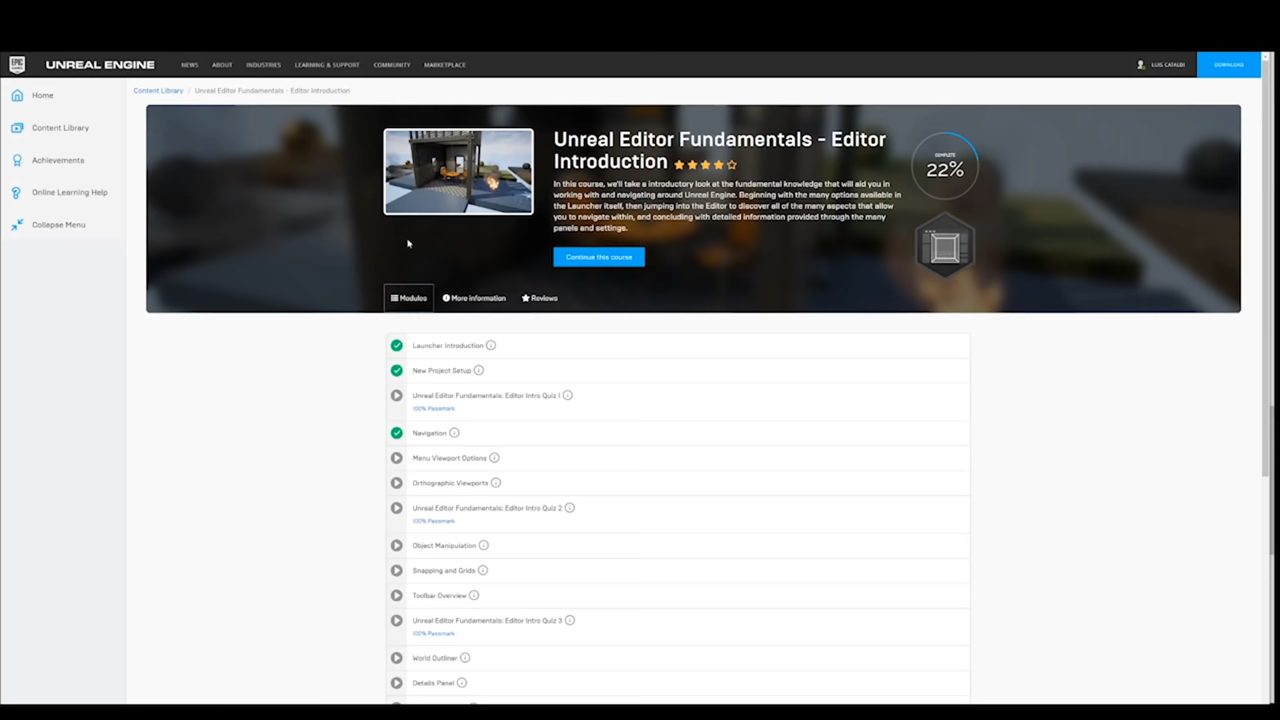 EPIC GAMES
UNREAL ENGINE
NEWS
ABOUT
INDUSTRIES
LEARNING & SUPPORT
COMMUNITY
MARKETPLACE
LUIS CATALDI
DOWNLOAD
Home
Content Library
Achievements
Online Learning Help
Collapse Menu
Content Library / Unreal Editor Fundamentals - Editor Introduction
Unreal Editor Fundamentals - Editor
Introduction
In this course, we'll take a introductory look at the fundamental knowledge that will aid you in
working with and navigating around Unreal Engine. Beginning with the many options available in
the Launcher itself, then jumping into the Editor to discover all of the many aspects that allow
you to navigate within, and concluding with detailed information provided through the many
panels and settings.
Continue this course
COMPLETE
22%
Modules
More information
Reviews
Launcher Introduction
New Project Setup
Unreal Editor Fundamentals: Editor Intro Quiz 1
100% Passmark
Navigation
Menu Viewport Options
Orthographic Viewports
Unreal Editor Fundamentals: Editor Intro Quiz 2
100% Passmark
Object Manipulation
Snapping and Grids
Toolbar Overview
Unreal Editor Fundamentals: Editor Intro Quiz 3
100% Passmark
World Outliner
Details Panel